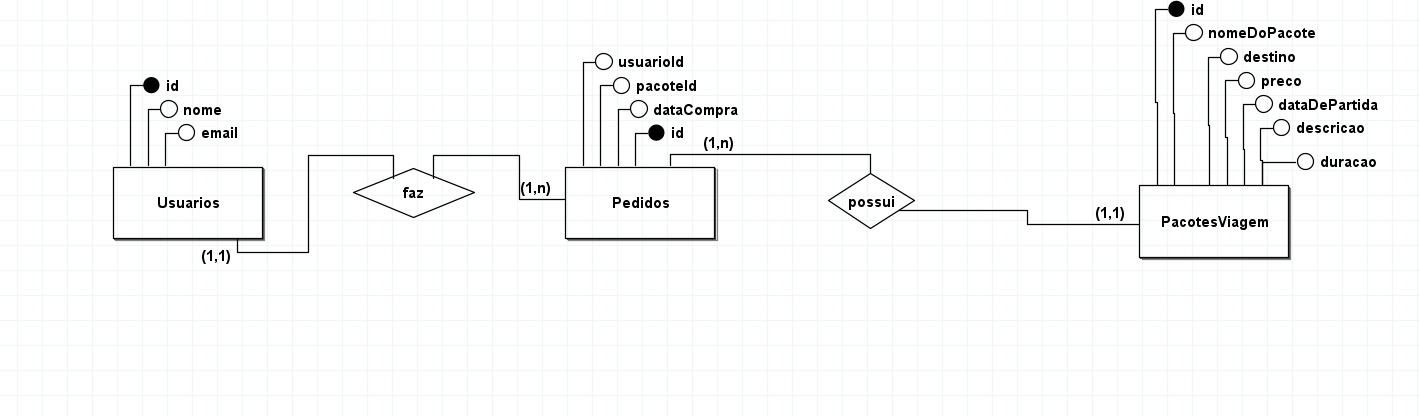 id
nome
email
Usuarios
(1,1)
faz
(1,n)
usuarioId
pacoteId
dataCompra
id
Pedidos
(1,n)
possui
(1,1)
id
nomeDoPacote
destino
preco
dataDePartida
descricao
duracao
PacotesViagem